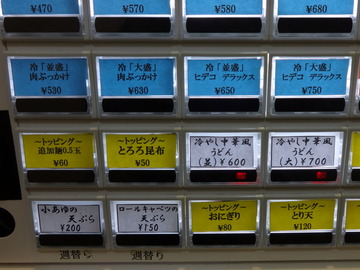 ¥470
¥570
¥580
¥680
冷「並盛」
肉ぶっかけ
¥530
冷「大盛」
肉ぶっかけ
¥630
冷「並盛」
ヒデコ デラックス
¥650
冷「大盛」
ヒデコ デラックス
¥750
～トッピング～
追加麺0.5玉
¥60
～トッピング～
とろろ昆布
¥50
冷やし中華風
うどん
(並)¥600
冷やし中華風
うどん
(大)¥700
小あゆの
天ぷら
¥200
ロールキャベツの
天ぷら
¥150
～トッピング～
おにぎり
¥80
～トッピング～
とり天
¥120
週替り
週替り